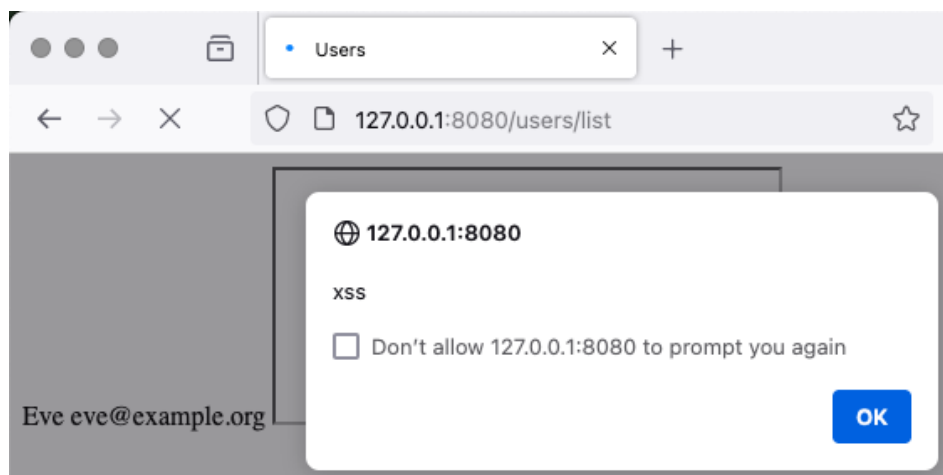 Users
127.0.0.1:8080/users/list
127.0.0.1:8080
xss
Don't allow 127.0.0.1:8080 to prompt you again
OK
Eve eve@example.org